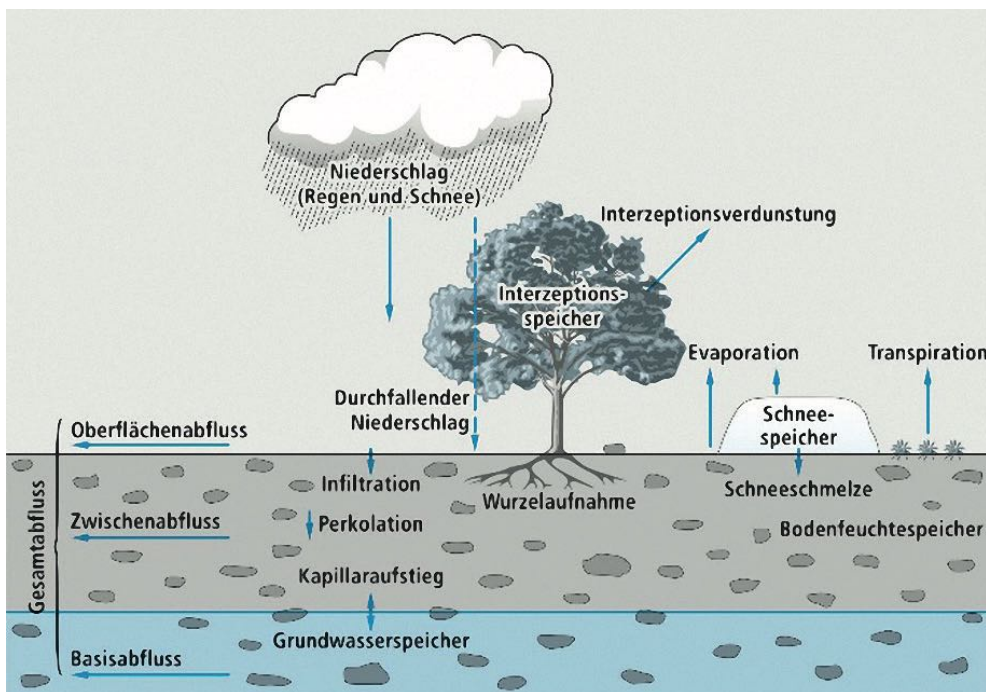 Niederschlag
(Regen und Schnee)
Interzeptionsverdunstung
Interzeptions-
speicher
Evaporation
Transpiration
Durchfallender
Niederschlag
Schnee-
speicher
Oberflächenabfluss
Infiltration
Wurzelaufnahme
Schneeschmelze
Zwischenabfluss
Perkolation
Bodenfeuchtespeicher
Gesamtabfluss
Kapillaraufstieg
Grundwasserspeicher
Basisabfluss